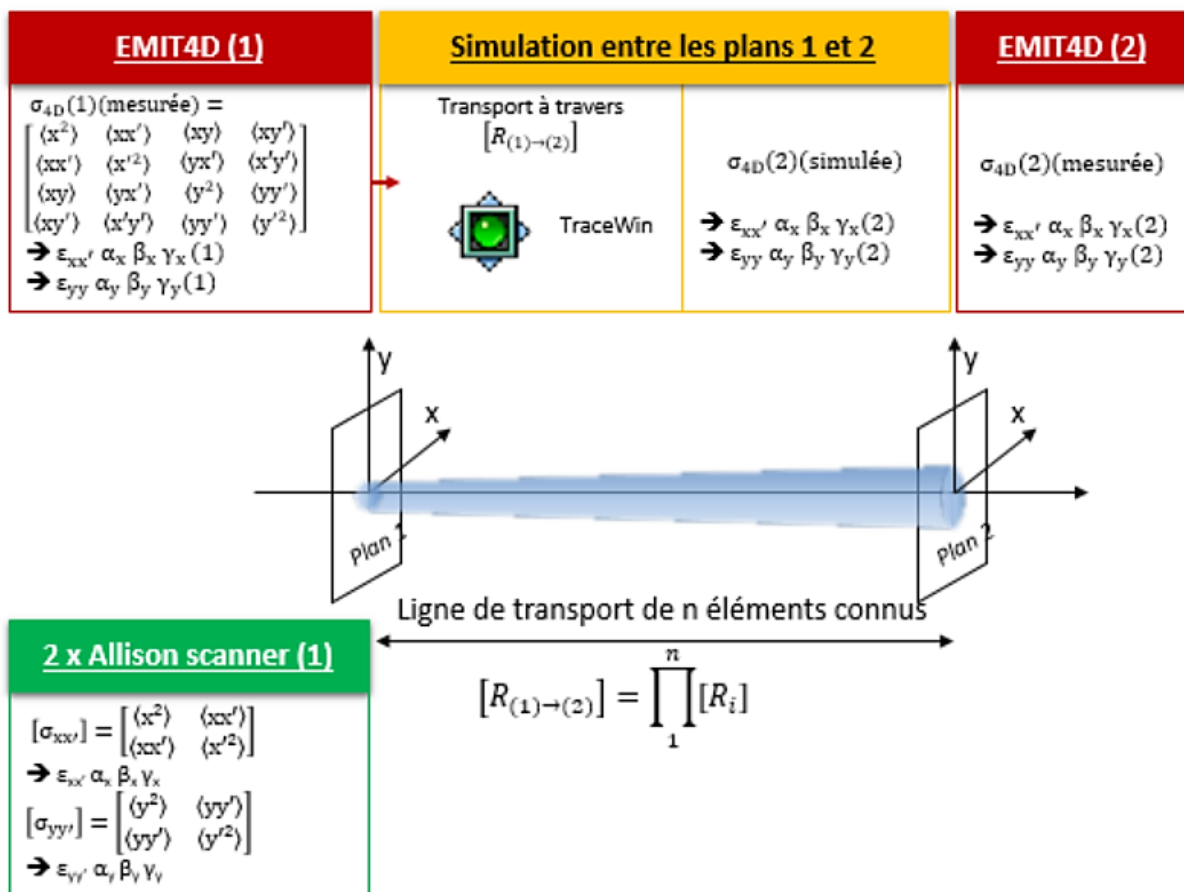 EMIT4D (1)
σ4D(1)(mesurée) =
[⟨x²⟩ ⟨xx′⟩ ⟨xy⟩ ⟨xy′⟩
⟨xx′⟩ ⟨x′²⟩ ⟨yx′⟩ ⟨x′y′⟩
⟨xy⟩ ⟨yx′⟩ ⟨y²⟩ ⟨yy′⟩
⟨xy′⟩ ⟨x′y′⟩ ⟨yy′⟩ ⟨y′²⟩]
➔ εxx′ αx βx γx(1)
➔ εyy αy βy γy(1)
Simulation entre les plans 1 et 2
Transport à travers
[R(1)→(2)]
TraceWin
σ4D(2)(simulée)
➔ εxx′ αx βx γx(2)
➔ εyy αy βy γy(2)
EMIT4D (2)
σ4D(2)(mesurée)
➔ εxx′ αx βx γx(2)
➔ εyy αy βy γy(2)
y
x
Plan 1
y
x
Plan 2
Ligne de transport de n éléments connus
n
[R(1)→(2)] = ∏[Ri]
1
2 x Allison scanner (1)
[σxx′] = [⟨x²⟩ ⟨xx′⟩
⟨xx′⟩ ⟨x′²⟩]
➔ εxx′ αx βx γx
[σyy′] = [⟨y²⟩ ⟨yy′⟩
⟨yy′⟩ ⟨y′²⟩]
➔ εyy′ αy βy γy